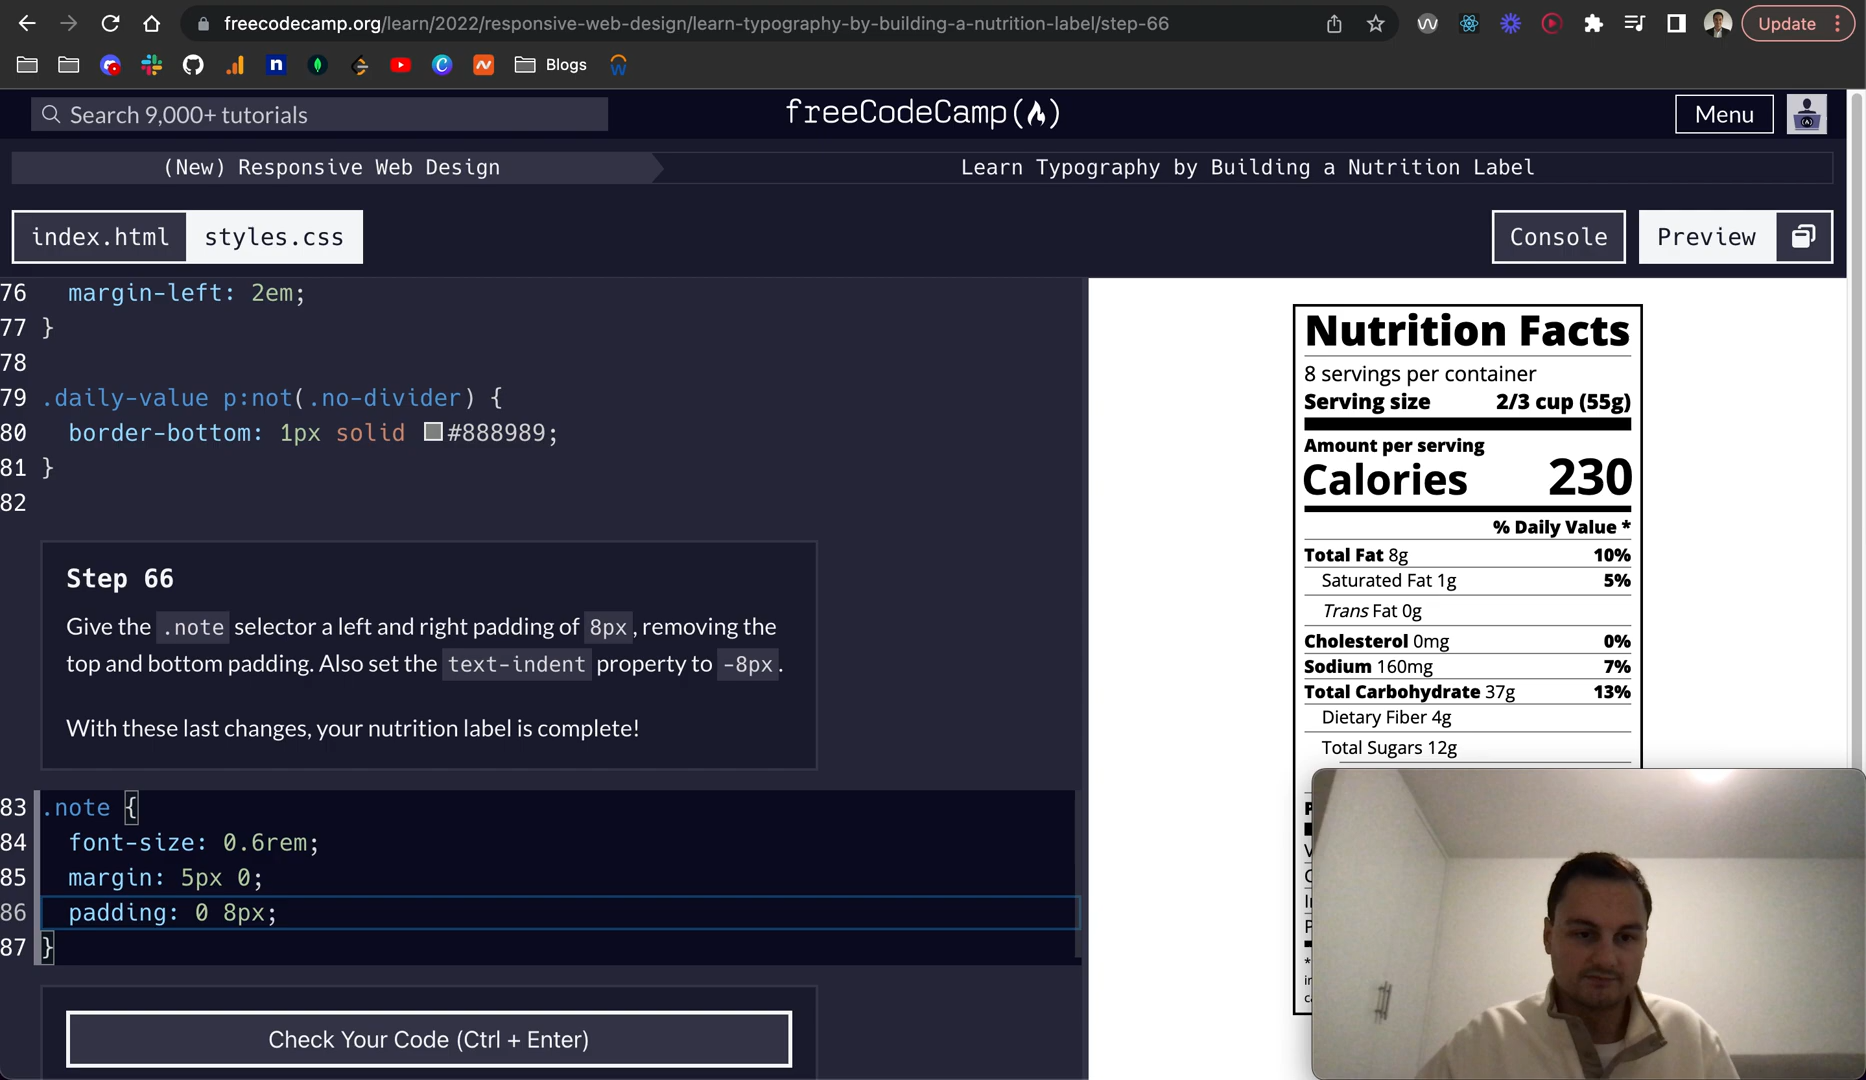 freecodecamp.org/learn/2022/responsive-web-design/learn-typography-by-building-a-nutrition-label/step-66
Update
Blogs
Search 9,000+ tutorials
freeCodeCamp
Menu
(New) Responsive Web Design
Learn Typography by Building a Nutrition Label
index.html
styles.css
Console
Preview
76 margin-left: 2em;
77 }
78
79 .daily-value p:not(.no-divider) {
80 border-bottom: 1px solid #888989;
81 }
82
Step 66
Give the .note selector a left and right padding of 8px, removing the
top and bottom padding. Also set the text-indent property to -8px.
With these last changes, your nutrition label is complete!
83 .note {
84 font-size: 0.6rem;
85 margin: 5px 0;
86 padding: 0 8px;
87 }
Check Your Code (Ctrl + Enter)
Nutrition Facts
8 servings per container
Serving size 2/3 cup (55g)
Amount per serving
Calories 230
% Daily Value *
Total Fat 8g 10%
Saturated Fat 1g 5%
Trans Fat 0g
Cholesterol 0mg 0%
Sodium 160mg 7%
Total Carbohydrate 37g 13%
Dietary Fiber 4g
Total Sugars 12g